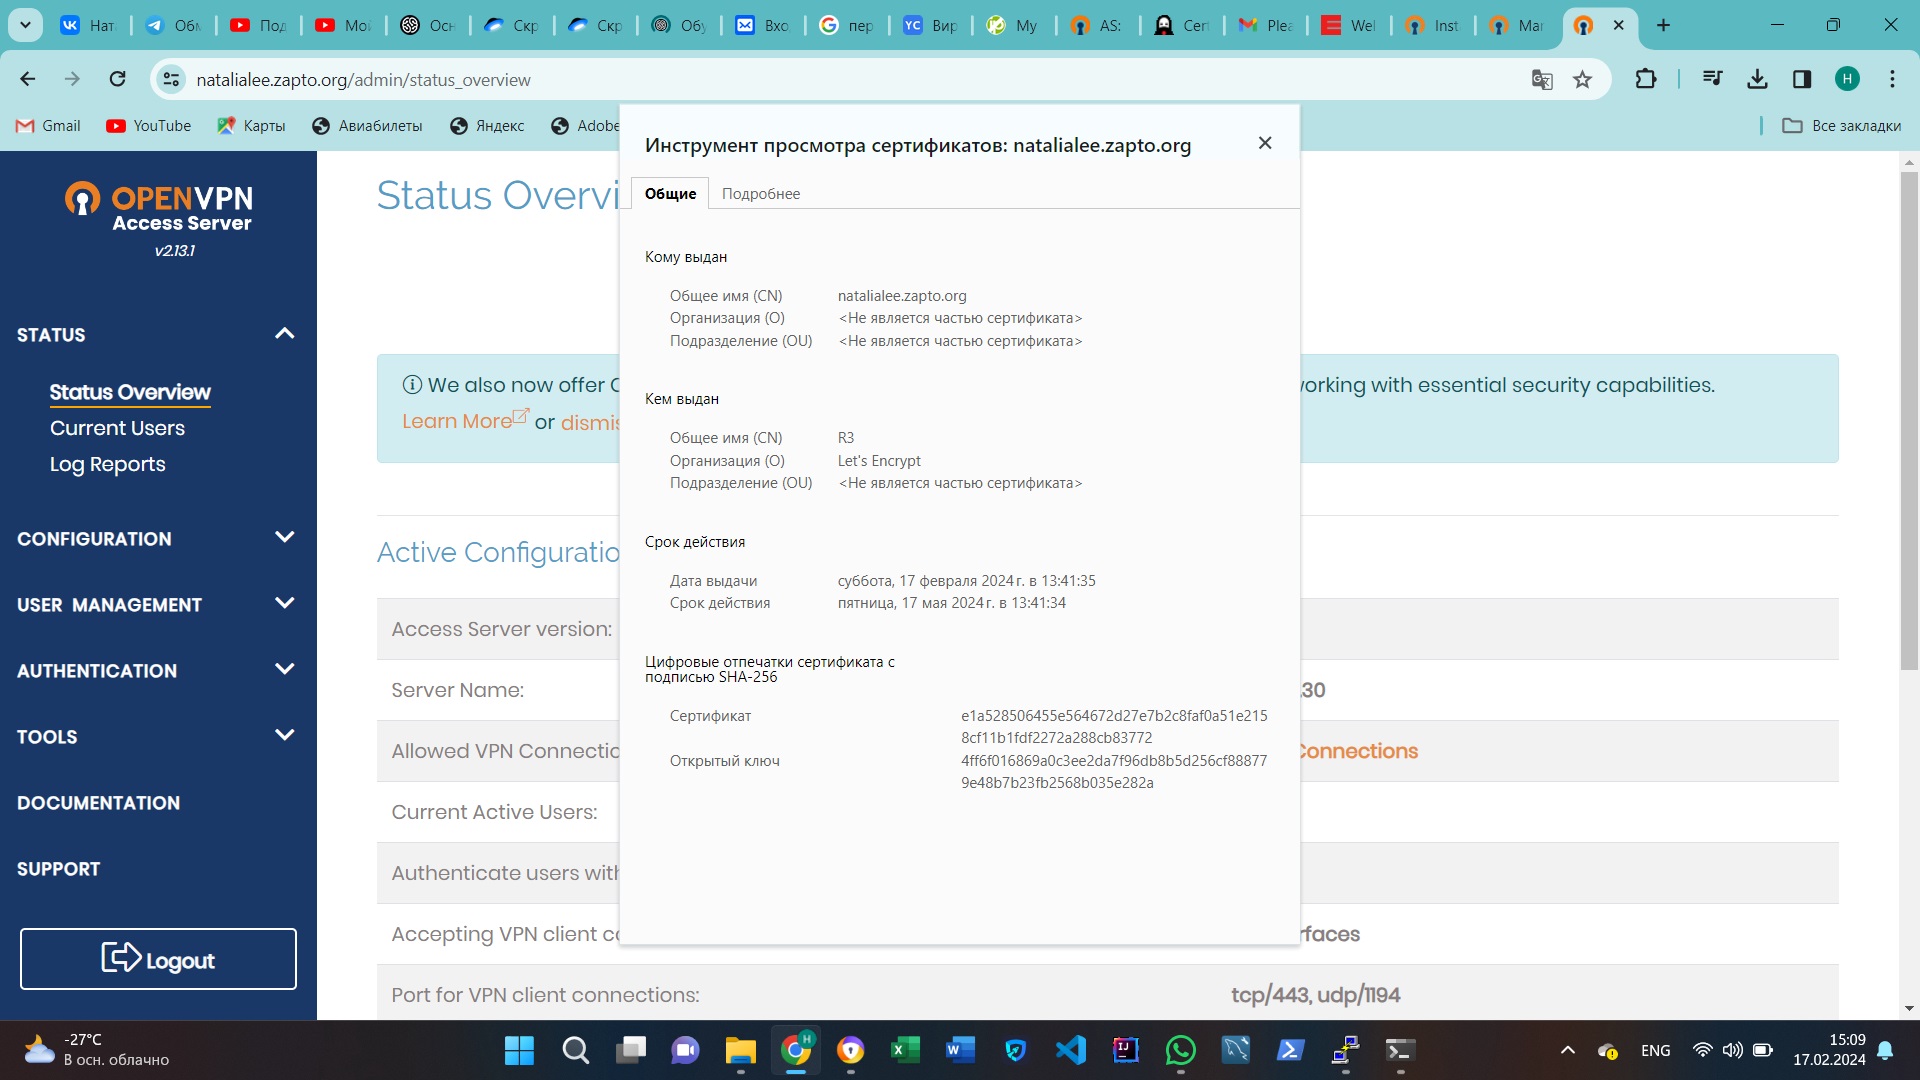 Нат
Обм
Под
Мой
Осн
Скр
Скр
Обу
Вхо
пер
YC Вир
My
AS:
Cert
Plea
Wel
Inst
Mar
natalialee.zapto.org/admin/status_overview
H
Gmail
YouTube
Карты
Авиабилеты
Яндекс
Adobe
Все закладки
OPENVPN
Access Server
v2.13.1
STATUS
Status Overview
Current Users
Log Reports
CONFIGURATION
USER MANAGEMENT
AUTHENTICATION
TOOLS
DOCUMENTATION
SUPPORT
Logout
Status Overvi
We also now offer
orking with essential security capabilities.
Learn More or dismis
Active Configuratio
Access Server version:
Server Name:
.30
Allowed VPN Connectio
Connections
Current Active Users:
Authenticate users with
Accepting VPN client co
rfaces
Port for VPN client connections:
tcp/443, udp/1194
Инструмент просмотра сертификатов: natalialee.zapto.org
Общие
Подробнее
Кому выдан
Общее имя (CN) natalialee.zapto.org
Организация (O) <Не является частью сертификата>
Подразделение (OU) <Не является частью сертификата>
Кем выдан
Общее имя (CN) R3
Организация (O) Let's Encrypt
Подразделение (OU) <Не является частью сертификата>
Срок действия
Дата выдачи суббота, 17 февраля 2024 г. в 13:41:35
Срок действия пятница, 17 мая 2024 г. в 13:41:34
Цифровые отпечатки сертификата с
подписью SHA-256
Сертификат e1a528506455e564672d27e7b2c8faf0a51e215
8cf11b1fdf2272a288cb83772
Открытый ключ 4ff6f016869a0c3ee2da7f96db8b5d256cf88877
9e48b7b23fb2568b035e282a
-27°C
В осн. облачно
ENG
15:09
17.02.2024